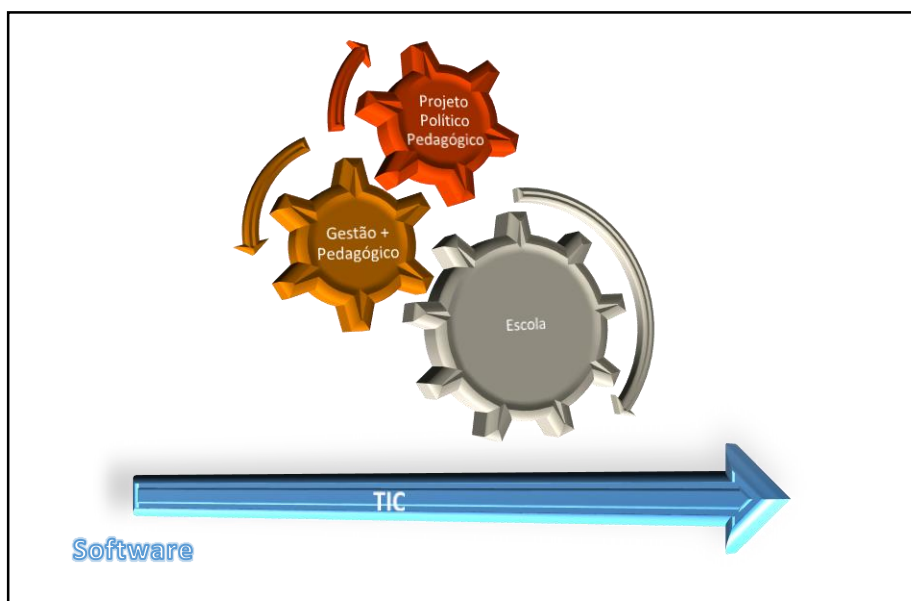 Projeto
Político
Pedagógico
Gestão +
Pedagógico
Escola
TIC
Software